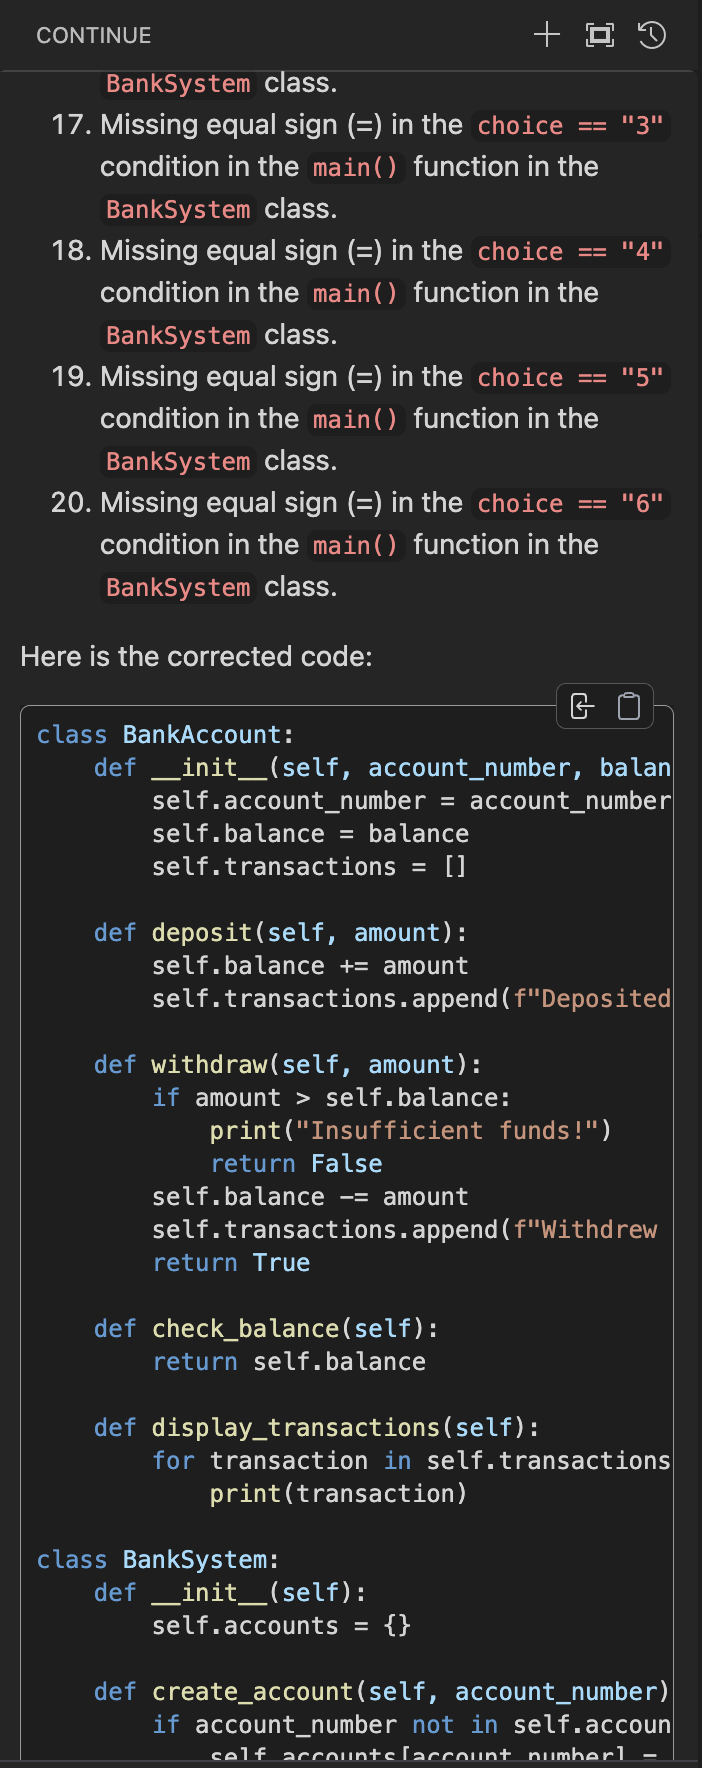 CONTINUE
BankSystem class.
17. Missing equal sign (=) in the choice == "3"
condition in the main() function in the
BankSystem class.
18. Missing equal sign (=) in the choice == "4"
condition in the main() function in the
BankSystem class.
19. Missing equal sign (=) in the choice == "5"
condition in the main() function in the
BankSystem class.
20. Missing equal sign (=) in the choice == "6"
condition in the main() function in the
BankSystem class.
Here is the corrected code:
class BankAccount:
    def __init__(self, account_number, balan
        self.account_number = account_number
        self.balance = balance
        self.transactions = []
    def deposit(self, amount):
        self.balance += amount
        self.transactions.append(f"Deposited
    def withdraw(self, amount):
        if amount > self.balance:
            print("Insufficient funds!")
            return False
        self.balance -= amount
        self.transactions.append(f"Withdrew
        return True
    def check_balance(self):
        return self.balance
    def display_transactions(self):
        for transaction in self.transactions
            print(transaction)
class BankSystem:
    def __init__(self):
        self.accounts = {}
    def create_account(self, account_number)
        if account_number not in self.accoun
            self.accounts[account_number] =